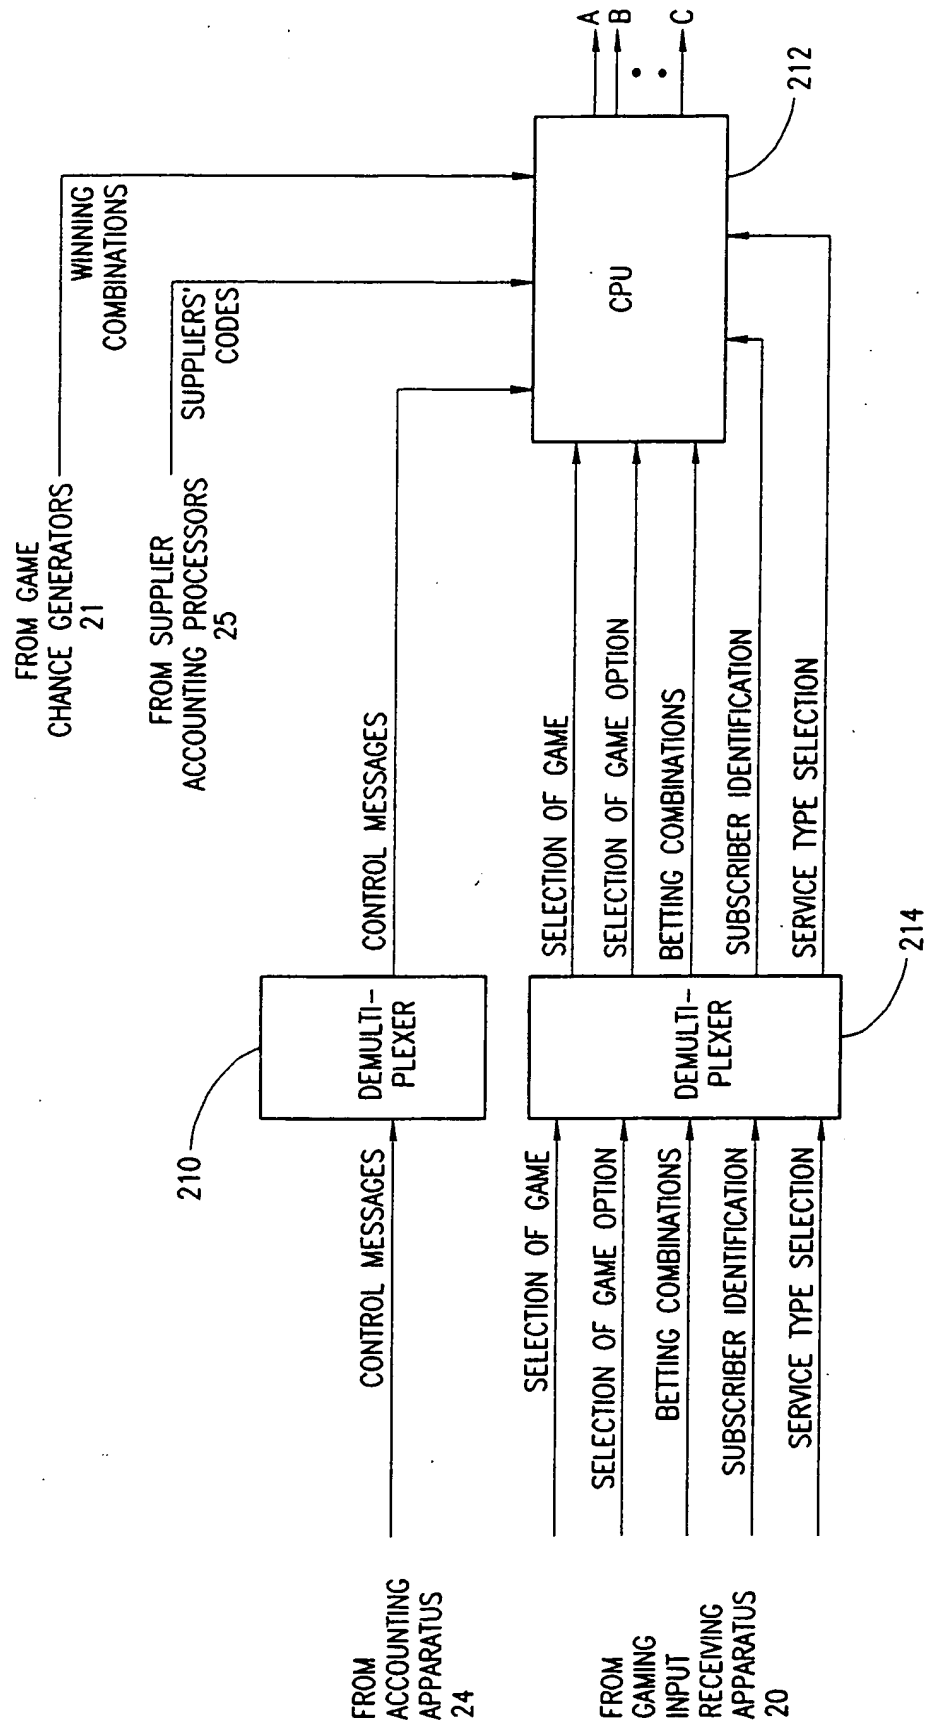 FROM GAME
CHANCE GENERATORS
21
WINNING
COMBINATIONS
FROM SUPPLIER
ACCOUNTING PROCESSORS
25
SUPPLIERS'
CODES
FROM
ACCOUNTING
APPARATUS
24
CONTROL MESSAGES
210
DEMULTI-
PLEXER
CONTROL MESSAGES
FROM
GAMING
INPUT
RECEIVING
APPARATUS
20
SELECTION OF GAME
SELECTION OF GAME OPTION
BETTING COMBINATIONS
SUBSCRIBER IDENTIFICATION
SERVICE TYPE SELECTION
DEMULTI-
PLEXER
214
SELECTION OF GAME
SELECTION OF GAME OPTION
BETTING COMBINATIONS
SUBSCRIBER IDENTIFICATION
SERVICE TYPE SELECTION
CPU
212
A
B
C